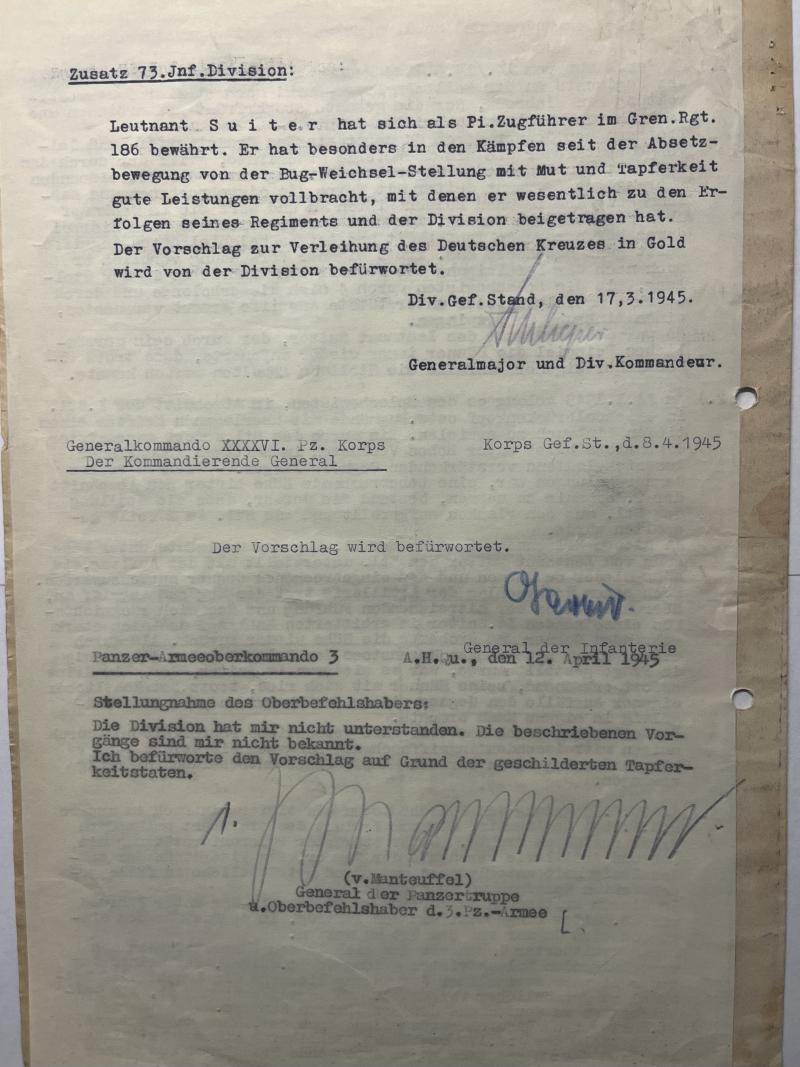 Zusatz 73.Jnf.Division:
Leutnant S u i t e r hat sich als Pi.Zugführer im Gren.Rgt.
186 bewährt. Er hat besonders in den Kämpfen seit der Absetz-
bewegung von der Bug-Weichsel-Stellung mit Mut und Tapferkeit
gute Leistungen vollbracht, mit denen er wesentlich zu den Er-
folgen seines Regiments und der Division beigetragen hat.
Der Vorschlag zur Verleihung des Deutschen Kreuzes in Gold
wird von der Division befürwortet.
Div.Gef.Stand, den 17,3.1945.
Generalmajor und Div.Kommandeur.
Generalkommando XXXXVI. Pz. Korps
Korps Gef.St.,d.8.4.1945
Der Kommandierende General
Der Vorschlag wird befürwortet.
General der Infanterie
Panzer-Armeeoberkommando 3
A.H.Qu., den 12. April 1945
Stellungnahme des Oberbefehlshabers:
Die Division hat mir nicht unterstanden. Die beschriebenen Vor-
gänge sind mir nicht bekannt.
Ich befürworte den Vorschlag auf Grund der geschilderten Tapfer-
keitstaten.
1.
(v.Manteuffel)
General der Panzertruppe
u.Oberbefehlshaber d.3.Pz.-Armee